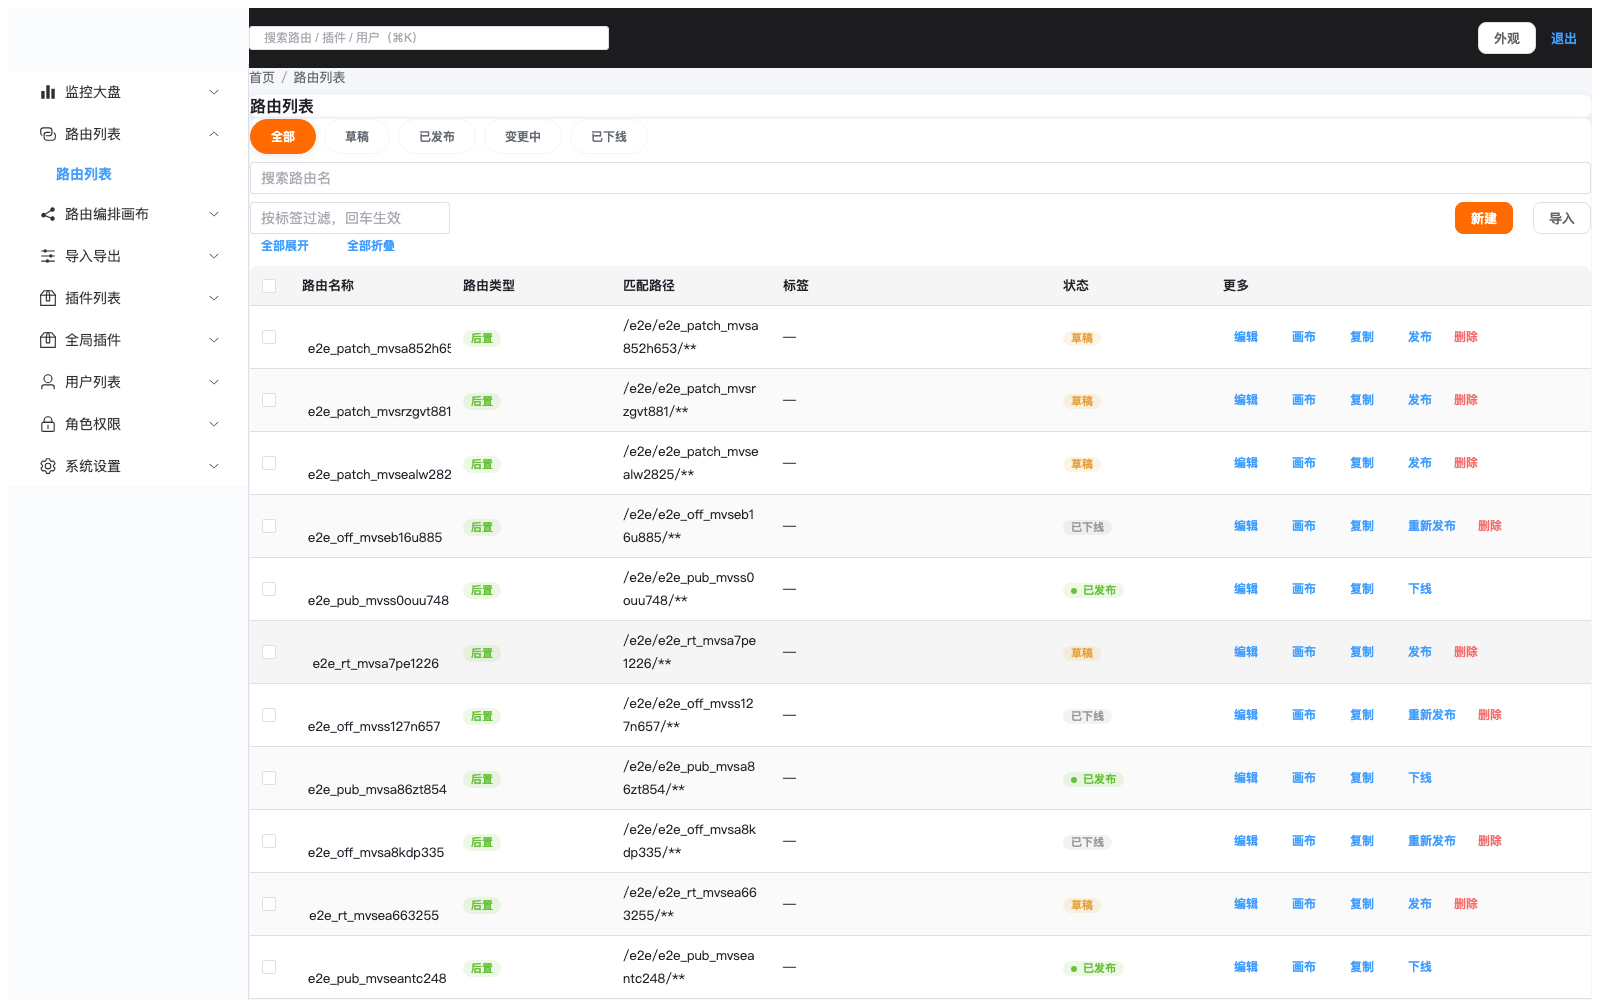 搜索路由 / 插件 / 用户（⌘K）
外观
退出
监控大盘
路由列表
路由列表
路由编排画布
导入导出
插件列表
全局插件
用户列表
角色权限
系统设置
首页 / 路由列表
路由列表
全部 草稿 已发布 变更中 已下线
搜索路由名
按标签过滤，回车生效
新建 导入
全部展开 全部折叠
路由名称 路由类型 匹配路径 标签 状态 更多
/e2e/e2e_patch_mvsa
e2e_patch_mvsa852h65 后置 852h653/** — 草稿 编辑 画布 复制 发布 删除
/e2e/e2e_patch_mvsr
e2e_patch_mvsrzgvt881 后置 zgvt881/** — 草稿 编辑 画布 复制 发布 删除
/e2e/e2e_patch_mvse
e2e_patch_mvsealw282 后置 alw2825/** — 草稿 编辑 画布 复制 发布 删除
/e2e/e2e_off_mvseb1
e2e_off_mvseb16u885 后置 6u885/** — 已下线 编辑 画布 复制 重新发布 删除
/e2e/e2e_pub_mvss0
e2e_pub_mvss0ouu748 后置 ouu748/** — 已发布 编辑 画布 复制 下线
/e2e/e2e_rt_mvsa7pe
e2e_rt_mvsa7pe1226 后置 1226/** — 草稿 编辑 画布 复制 发布 删除
/e2e/e2e_off_mvss12
e2e_off_mvss127n657 后置 7n657/** — 已下线 编辑 画布 复制 重新发布 删除
/e2e/e2e_pub_mvsa8
e2e_pub_mvsa86zt854 后置 6zt854/** — 已发布 编辑 画布 复制 下线
/e2e/e2e_off_mvsa8k
e2e_off_mvsa8kdp335 后置 dp335/** — 已下线 编辑 画布 复制 重新发布 删除
/e2e/e2e_rt_mvsea66
e2e_rt_mvsea663255 后置 3255/** — 草稿 编辑 画布 复制 发布 删除
/e2e/e2e_pub_mvsea
e2e_pub_mvseantc248 后置 ntc248/** — 已发布 编辑 画布 复制 下线